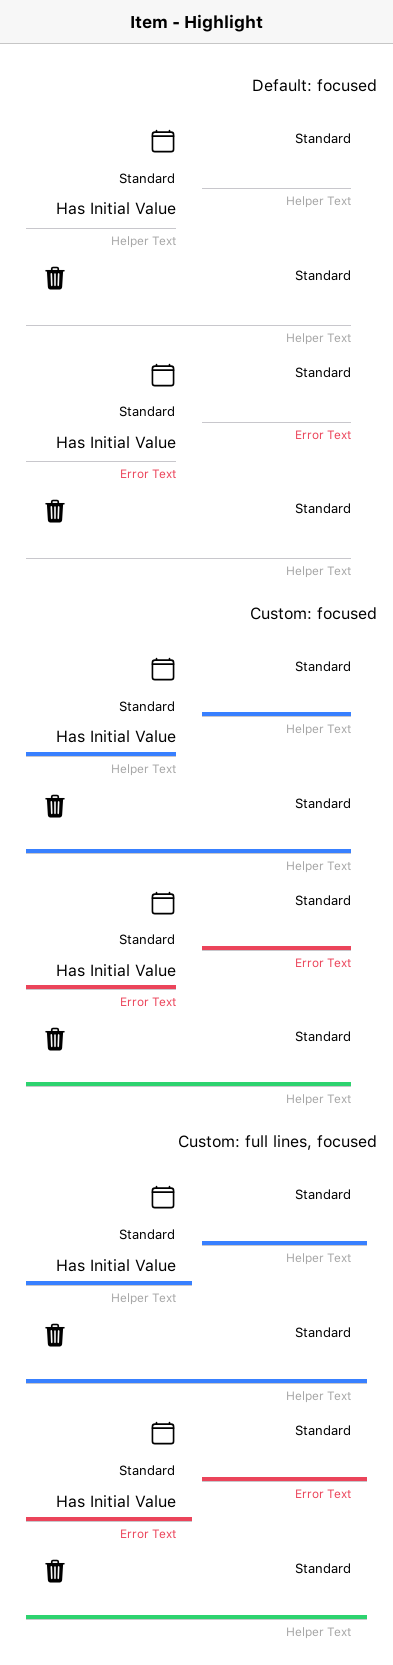 Item - Highlight
Default: focused
Standard
Standard
Has Initial Value
Helper Text
Helper Text
Standard
Helper Text
Standard
Standard
Has Initial Value
Error Text
Error Text
Standard
Helper Text
Custom: focused
Standard
Standard
Has Initial Value
Helper Text
Helper Text
Standard
Helper Text
Standard
Standard
Has Initial Value
Error Text
Error Text
Standard
Helper Text
Custom: full lines, focused
Standard
Standard
Has Initial Value
Helper Text
Helper Text
Standard
Helper Text
Standard
Standard
Has Initial Value
Error Text
Error Text
Standard
Helper Text